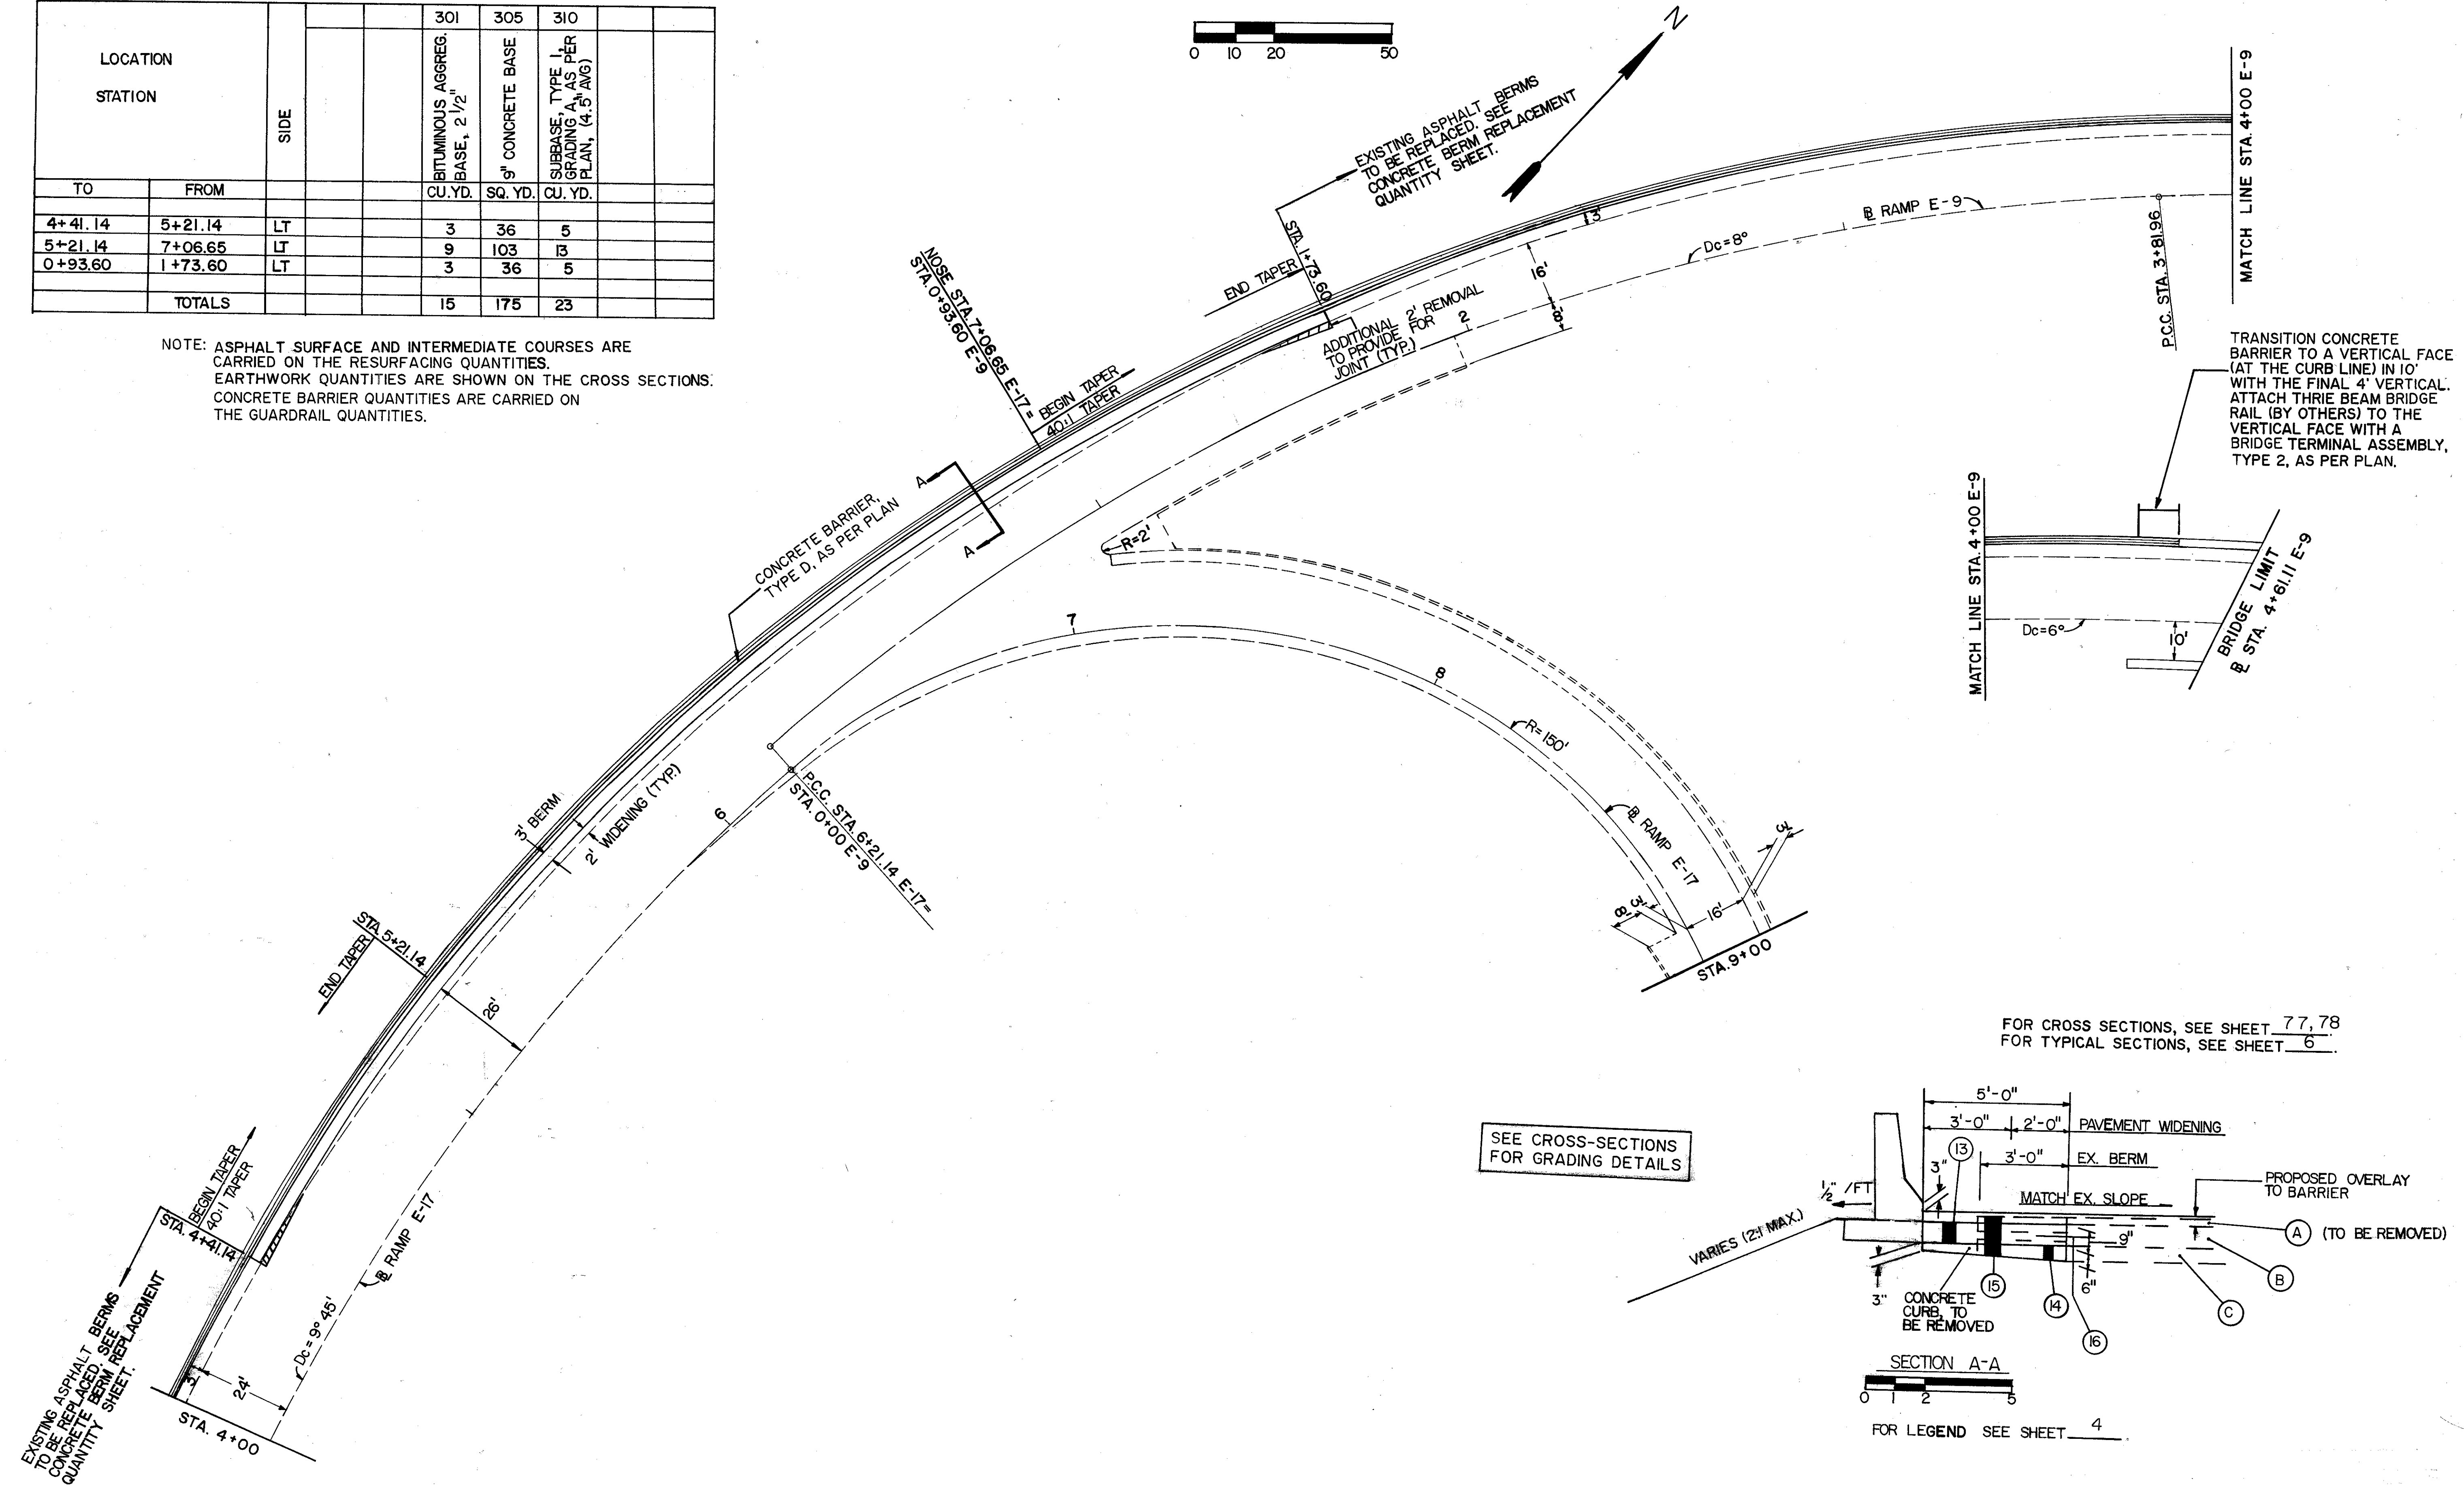 LOCATION
STATION
SIDE
301 305 310
BITUMINOUS AGGREG.
BASE, 2 1/2"
9" CONCRETE BASE
SUBBASE, TYPE 1,
GRADING A, AS PER
PLAN, (4.5" AVG)
TO FROM CU.YD. SQ. YD. CU. YD.
4+41.14 5+21.14 LT 3 36 5
5+21.14 7+06.65 LT 9 103 13
0+93.60 1+73.60 LT 3 36 5
TOTALS 15 175 23
NOTE: ASPHALT SURFACE AND INTERMEDIATE COURSES ARE
CARRIED ON THE RESURFACING QUANTITIES.
EARTHWORK QUANTITIES ARE SHOWN ON THE CROSS SECTIONS.
CONCRETE BARRIER QUANTITIES ARE CARRIED ON
THE GUARDRAIL QUANTITIES.
0 10 20 50
N
EXISTING ASPHALT BERMS
TO BE REPLACED. SEE
CONCRETE BERM REPLACEMENT
QUANTITY SHEET.
STA. 1+73.60
END TAPER
NOSE STA. 7+06.65 E-17=
STA. 0+93.60 E-9
BEGIN TAPER
40:1 TAPER
ADDITIONAL 2' REMOVAL
TO PROVIDE FOR
JOINT (TYP.)
2
13'
16'
8'
Dc=8°
BL RAMP E-9
P.C.C. STA. 3+81.96
MATCH LINE STA. 4+00 E-9
TRANSITION CONCRETE
BARRIER TO A VERTICAL FACE
(AT THE CURB LINE) IN 10'
WITH THE FINAL 4' VERTICAL.
ATTACH THRIE BEAM BRIDGE
RAIL (BY OTHERS) TO THE
VERTICAL FACE WITH A
BRIDGE TERMINAL ASSEMBLY,
TYPE 2, AS PER PLAN.
MATCH LINE STA. 4+00 E-9
Dc=6°
10'
BRIDGE LIMIT
BL STA. 4+61.11 E-9
A
A
CONCRETE BARRIER,
TYPE D, AS PER PLAN
R=2'
7
8
R=150'
BL RAMP E-17
3'
3'
8'
16'
STA. 9+00
6
P.C.C. STA. 6+21.14 E-17=
STA. 0+00 E-9
3' BERM
2' WIDENING (TYP.)
STA. 5+21.14
END TAPER
26'
BEGIN TAPER
40:1 TAPER
STA. 4+41.14
BL RAMP E-17
Dc= 9° 45'
EXISTING ASPHALT BERMS
TO BE REPLACED. SEE
CONCRETE BERM REPLACEMENT
QUANTITY SHEET.
3'
24'
STA. 4+00
FOR CROSS SECTIONS, SEE SHEET 77, 78
FOR TYPICAL SECTIONS, SEE SHEET 6.
SEE CROSS-SECTIONS
FOR GRADING DETAILS
5'-0"
3'-0" 2'-0" PAVEMENT WIDENING
13
3'-0" EX. BERM
3"
1/2" /FT
MATCH EX. SLOPE
PROPOSED OVERLAY
TO BARRIER
VARIES (2:1 MAX.)
A (TO BE REMOVED)
9"
B
6"
C
3"
CONCRETE
CURB, TO
BE REMOVED
15
14
16
SECTION A-A
0 1 2 5
FOR LEGEND SEE SHEET 4